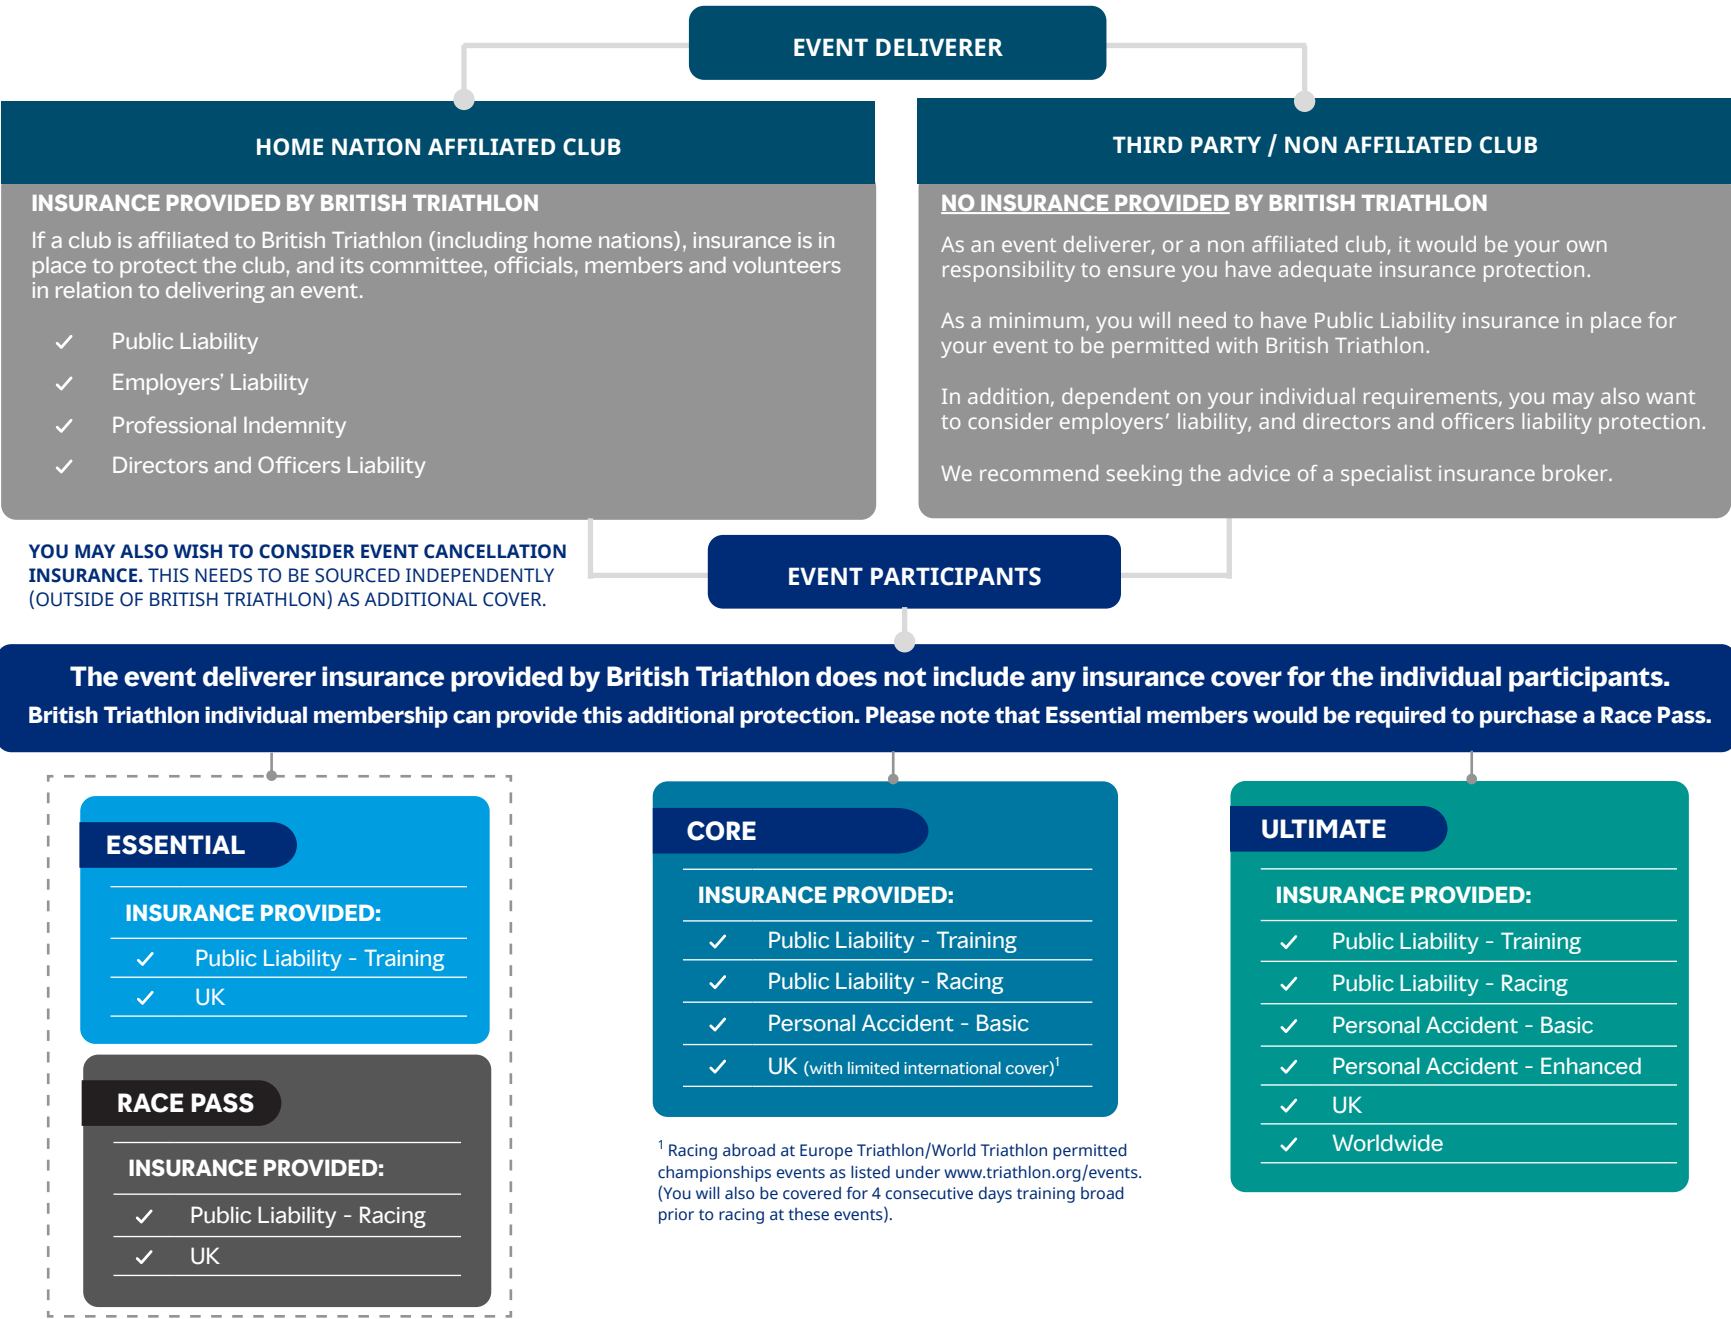 EVENT DELIVERER
HOME NATION AFFILIATED CLUB
INSURANCE PROVIDED BY BRITISH TRIATHLON
If a club is affiliated to British Triathlon (including home nations), insurance is in
place to protect the club, and its committee, officials, members and volunteers
in relation to delivering an event.
✓ Public Liability
✓ Employers’ Liability
✓ Professional Indemnity
✓ Directors and Officers Liability
THIRD PARTY / NON AFFILIATED CLUB
NO INSURANCE PROVIDED BY BRITISH TRIATHLON
As an event deliverer, or a non affiliated club, it would be your own
responsibility to ensure you have adequate insurance protection.
As a minimum, you will need to have Public Liability insurance in place for
your event to be permitted with British Triathlon.
In addition, dependent on your individual requirements, you may also want
to consider employers’ liability, and directors and officers liability protection.
We recommend seeking the advice of a specialist insurance broker.
YOU MAY ALSO WISH TO CONSIDER EVENT CANCELLATION
INSURANCE. THIS NEEDS TO BE SOURCED INDEPENDENTLY
(OUTSIDE OF BRITISH TRIATHLON) AS ADDITIONAL COVER.
EVENT PARTICIPANTS
The event deliverer insurance provided by British Triathlon does not include any insurance cover for the individual participants.
British Triathlon individual membership can provide this additional protection. Please note that Essential members would be required to purchase a Race Pass.
ESSENTIAL
INSURANCE PROVIDED:
✓ Public Liability - Training
✓ UK
RACE PASS
INSURANCE PROVIDED:
✓ Public Liability - Racing
✓ UK
CORE
INSURANCE PROVIDED:
✓ Public Liability - Training
✓ Public Liability - Racing
✓ Personal Accident - Basic
✓ UK (with limited international cover)¹
¹ Racing abroad at Europe Triathlon/World Triathlon permitted
championships events as listed under www.triathlon.org/events.
(You will also be covered for 4 consecutive days training broad
prior to racing at these events).
ULTIMATE
INSURANCE PROVIDED:
✓ Public Liability - Training
✓ Public Liability - Racing
✓ Personal Accident - Basic
✓ Personal Accident - Enhanced
✓ UK
✓ Worldwide